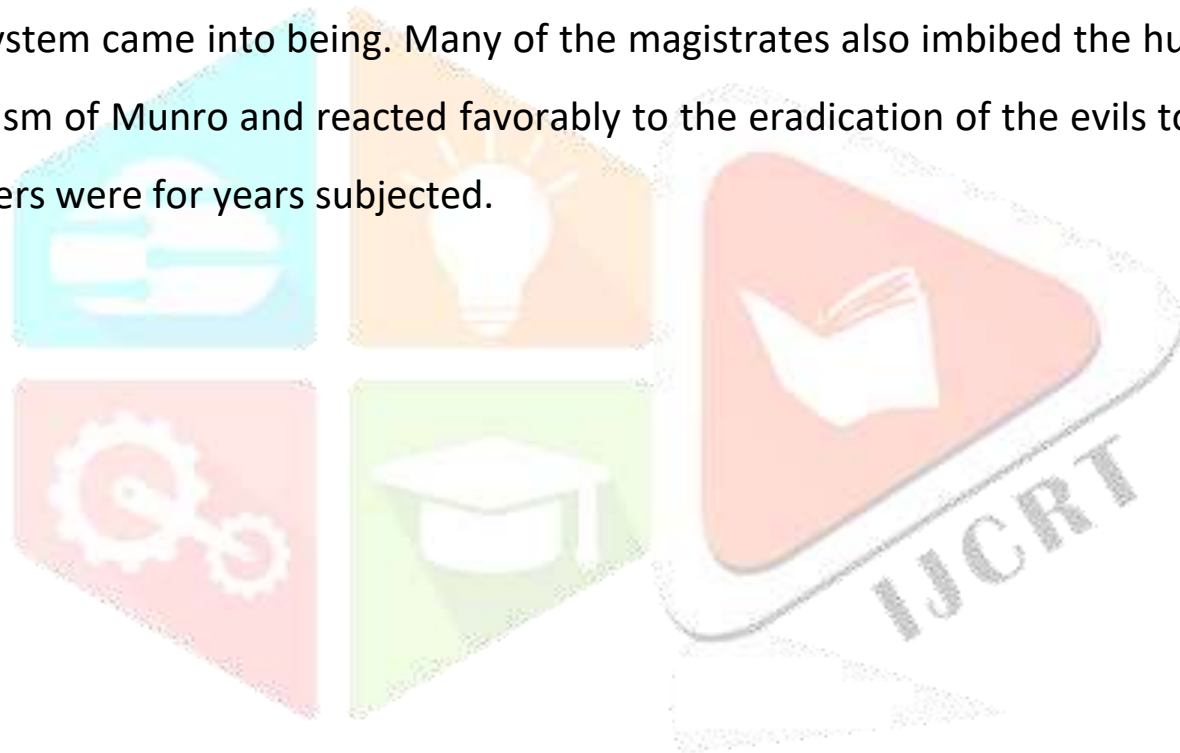 ystem came into being. Many of the magistrates also imbibed the hu
ism of Munro and reacted favorably to the eradication of the evils to
ers were for years subjected.
IJCRT